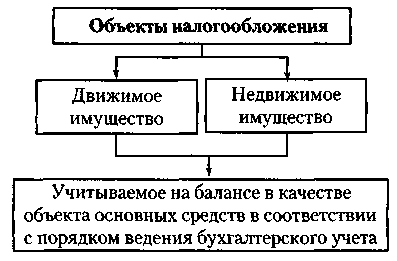 Объекты налогообложения
Движимое
имущество
Недвижимое
имущество
Учитываемое на балансе в качестве
объекта основных средств в соответствии
с порядком ведения бухгалтерского учета